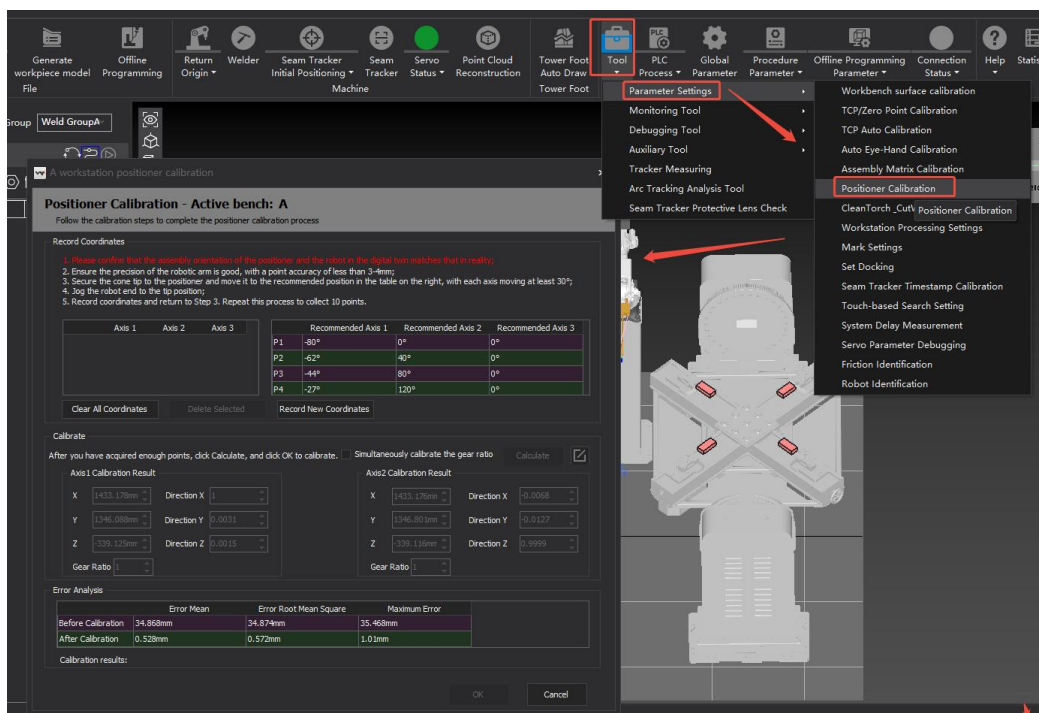 Generate workpiece model
Offline Programming
Return Origin
Welder
Seam Tracker Initial Positioning
Seam Tracker
Servo Status
Point Cloud Reconstruction
Tower Foot Auto Draw
Tool
PLC Process
Global Parameter
Procedure Parameter
Offline Programming Parameter
Connection Status
Help
File
Machine
Tower Foot
Group
Weld GroupA
Parameter Settings
Monitoring Tool
Debugging Tool
Auxiliary Tool
Tracker Measuring
Arc Tracking Analysis Tool
Seam Tracker Protective Lens Check
Workbench surface calibration
TCP/Zero Point Calibration
TCP Auto Calibration
Auto Eye-Hand Calibration
Assembly Matrix Calibration
Positioner Calibration
Positioner Calibration
Workstation Processing Settings
Mark Settings
Set Docking
Seam Tracker Timestamp Calibration
Touch-based Search Setting
System Delay Measurement
Servo Parameter Debugging
Friction Identification
Robot Identification
A workstation positioner calibration
Positioner Calibration - Active bench: A
Follow the calibration steps to complete the positioner calibration process
Record Coordinates
1. Please confirm that the assembly orientation of the positioner and the robot in the digital twin matches that in reality;
2. Ensure the precision of the robotic arm is good, with a point accuracy of less than 3-4mm;
3. Secure the cone tip to the positioner and move it to the recommended position in the table on the right, with each axis moving at least 30°;
4. Jog the robot end to the tip position;
5. Record coordinates and return to Step 3. Repeat this process to collect 10 points.
Axis 1 Axis 2 Axis 3
Recommended Axis 1 Recommended Axis 2 Recommended Axis 3
P1 -80° 0° 0°
P2 -62° 40° 0°
P3 -44° 80° 0°
P4 -27° 120° 0°
Clear All Coordinates Delete Selected Record New Coordinates
Calibrate
After you have acquired enough points, click Calculate, and click OK to calibrate. Simultaneously calibrate the gear ratio Calculate
Axis1 Calibration Result Axis2 Calibration Result
X 1433.178mm Direction X 1 X 1433.176mm Direction X -0.0068
Y 1346.088mm Direction Y 0.0031 Y 1346.801mm Direction Y -0.0127
Z -339.125mm Direction Z 0.0015 Z -339.116mm Direction Z 0.9999
Gear Ratio 1 Gear Ratio 1
Error Analysis
Error Mean Error Root Mean Square Maximum Error
Before Calibration 34.868mm 34.874mm 35.468mm
After Calibration 0.528mm 0.572mm 1.01mm
Calibration results:
OK Cancel